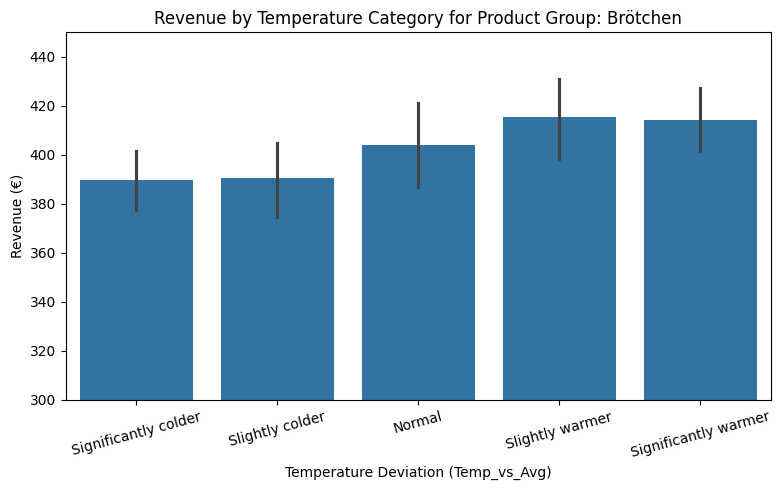 Revenue by Temperature Category for Product Group: Brötchen
Revenue (€)
440
420
400
380
360
340
320
300
Significantly colder
Slightly colder
Normal
Slightly warmer
Significantly warmer
Temperature Deviation (Temp_vs_Avg)